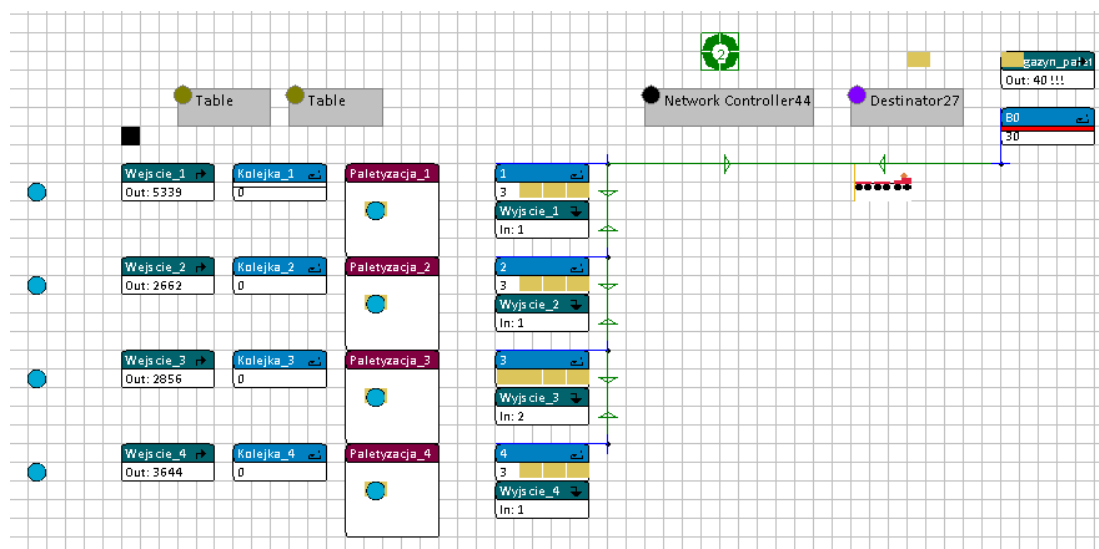 2
gazyn_palet
Out: 40 !!!
Table
Table
Network Controller44
Destinator27
B0
30
Wejscie_1
Kolejka_1
Paletyzacja_1
1
Out: 5339
0
3
Wyjscie_1
In: 1
Wejscie_2
Kolejka_2
Paletyzacja_2
2
Out: 2662
0
3
Wyjscie_2
In: 1
Wejscie_3
Kolejka_3
Paletyzacja_3
3
Out: 2856
0
Wyjscie_3
In: 2
Wejscie_4
Kolejka_4
Paletyzacja_4
4
Out: 3644
0
3
Wyjscie_4
In: 1